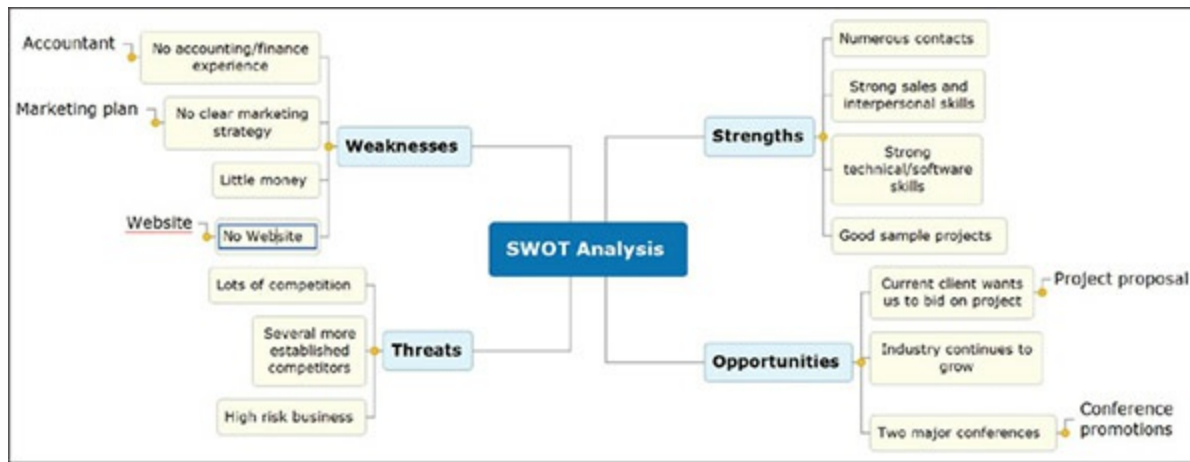 Accountant
No accounting/finance
experience
Marketing plan
No clear marketing
strategy
Little money
Website
No Website
Weaknesses
Lots of competition
Several more
established
competitors
High risk business
Threats
SWOT Analysis
Strengths
Numerous contacts
Strong sales and
interpersonal skills
Strong
technical/software
skills
Good sample projects
Opportunities
Current client wants
us to bid on project
Project proposal
Industry continues to
grow
Two major conferences
Conference
promotions